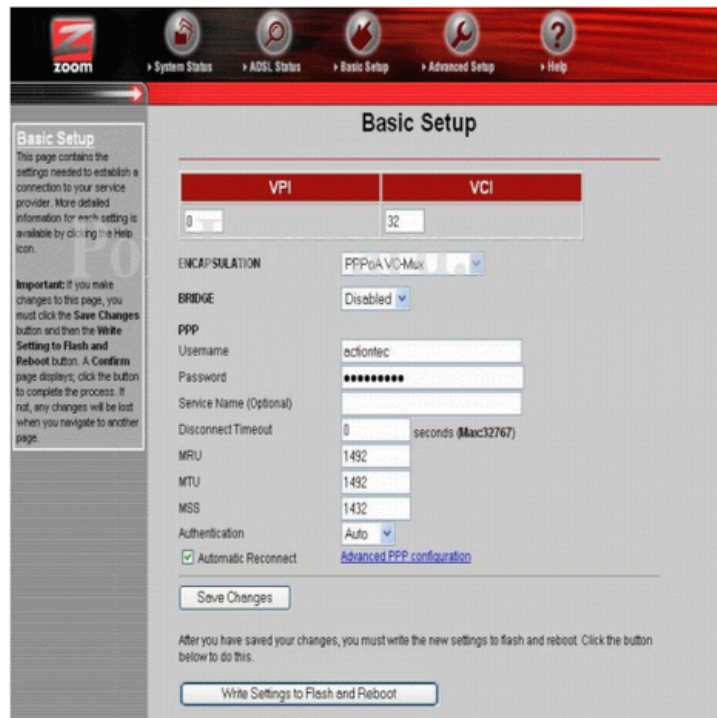 zoom
System Status
ADSL Status
Basic Setup
Advanced Setup
Help
Basic Setup
This page contains the
settings needed to establish a
connection to your service
provider. More detailed
information for each setting is
available by clicking the Help
icon.
Important: If you make
changes to this page, you
must click the Save Changes
button and then the Write
Setting to Flash and
Reboot button. A Confirm
page displays; click the button
to complete the process. If
not, any changes will be lost
when you navigate to another
page.
Basic Setup
VPI VCI
0 32
ENCAPSULATION PPPoA VC-Mux
BRIDGE Disabled
PPP
Username actiontec
Password •••••••••
Service Name (Optional)
Disconnect Timeout 0 seconds (Max:32767)
MRU 1492
MTU 1492
MSS 1432
Authentication Auto
Automatic Reconnect Advanced PPP configuration
Save Changes
After you have saved your changes, you must write the new settings to flash and reboot. Click the button
below to do this.
Write Settings to Flash and Reboot